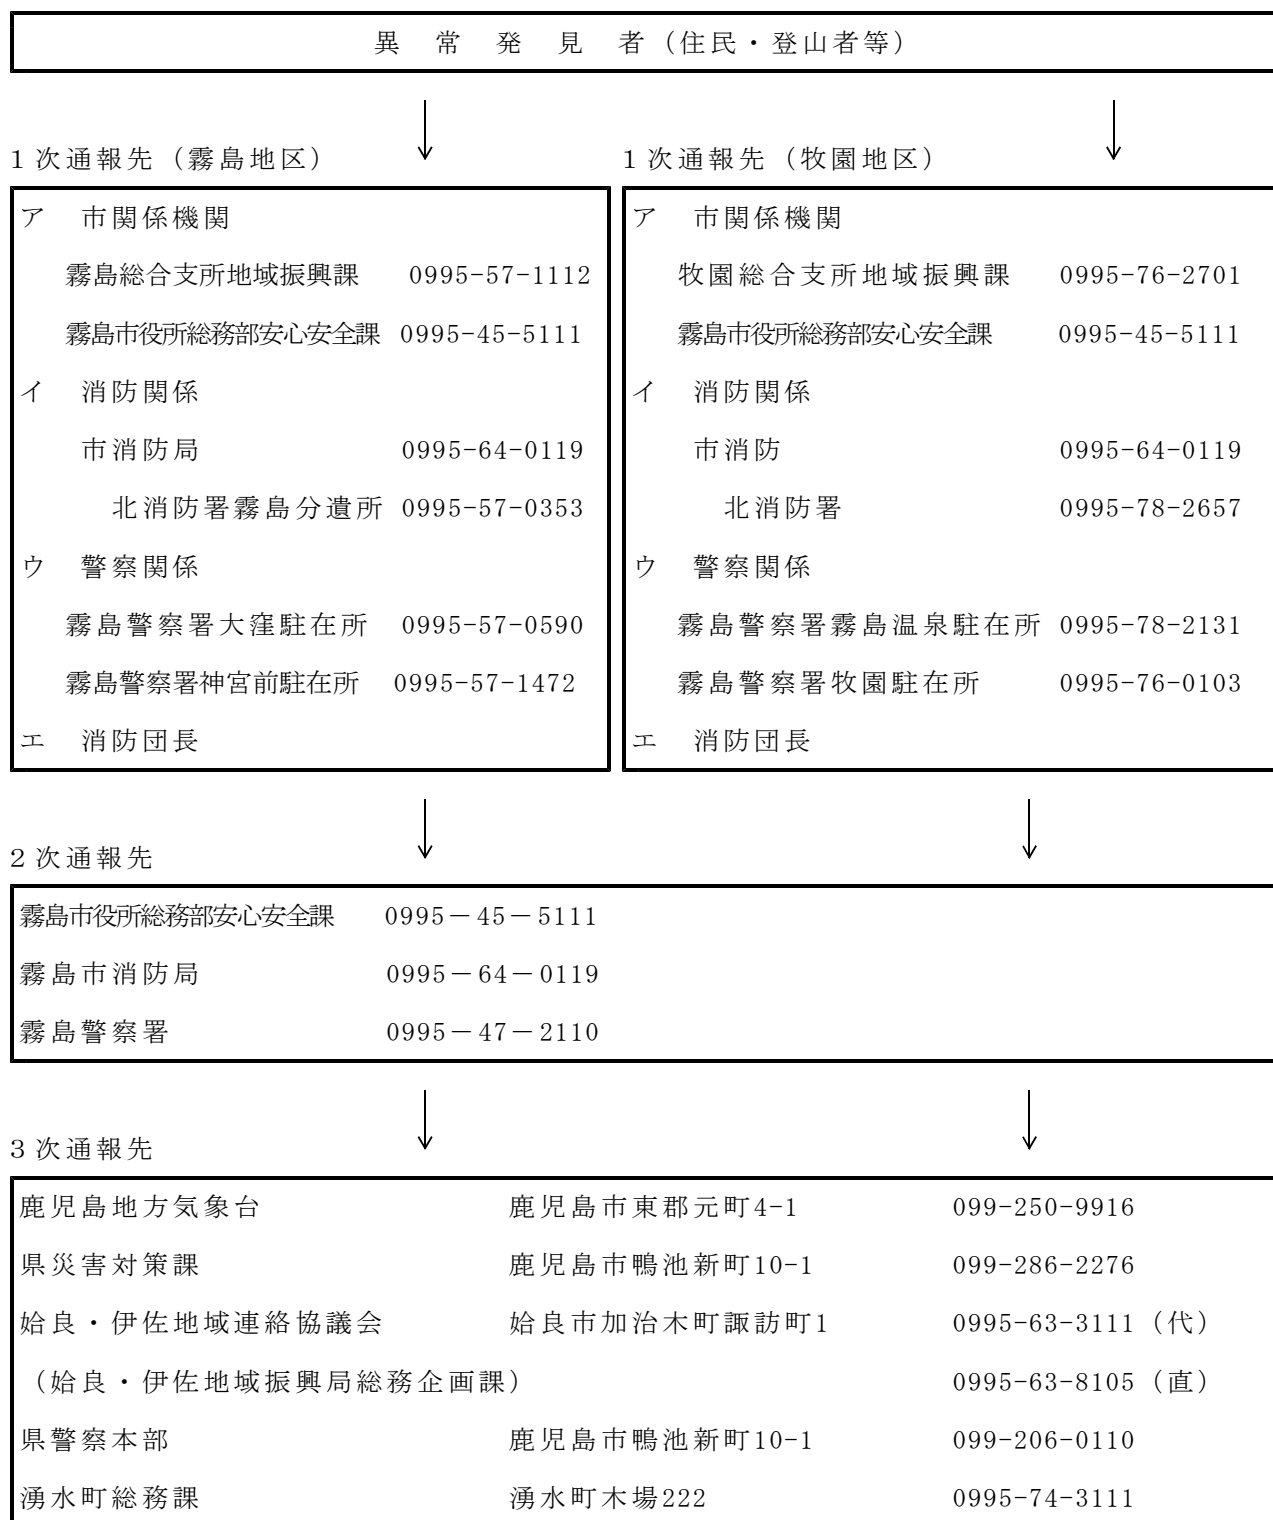 異常発見者（住民・登山者等）
１次通報先（霧島地区）
ア　市関係機関
霧島総合支所地域振興課　0995-57-1112
霧島市役所総務部安心安全課　0995-45-5111
イ　消防関係
市消防局　0995-64-0119
北消防署霧島分遣所　0995-57-0353
ウ　警察関係
霧島警察署大窪駐在所　0995-57-0590
霧島警察署神宮前駐在所　0995-57-1472
エ　消防団長
１次通報先（牧園地区）
ア　市関係機関
牧園総合支所地域振興課　0995-76-2701
霧島市役所総務部安心安全課　0995-45-5111
イ　消防関係
市消防　0995-64-0119
北消防署　0995-78-2657
ウ　警察関係
霧島警察署霧島温泉駐在所　0995-78-2131
霧島警察署牧園駐在所　0995-76-0103
エ　消防団長
２次通報先
霧島市役所総務部安心安全課　0995－45－5111
霧島市消防局　0995－64－0119
霧島警察署　0995－47－2110
３次通報先
鹿児島地方気象台　鹿児島市東郡元町4-1　099-250-9916
県災害対策課　鹿児島市鴨池新町10-1　099-286-2276
姶良・伊佐地域連絡協議会　姶良市加治木町諏訪町1　0995-63-3111（代）
（姶良・伊佐地域振興局総務企画課）　0995-63-8105（直）
県警察本部　鹿児島市鴨池新町10-1　099-206-0110
湧水町総務課　湧水町木場222　0995-74-3111